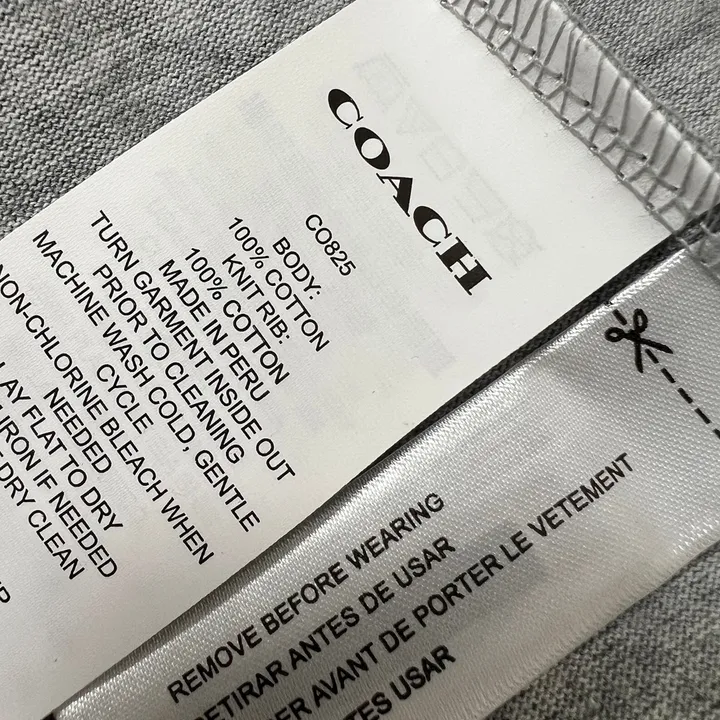 COACH
CO825
BODY:
100% COTTON
KNIT RIB:
100% COTTON
MADE IN PERU
TURN GARMENT INSIDE OUT
PRIOR TO CLEANING
MACHINE WASH COLD, GENTLE
CYCLE
NON-CHLORINE BLEACH WHEN
NEEDED
LAY FLAT TO DRY
IRON IF NEEDED
DRY CLEAN
REMOVE BEFORE WEARING
RETIRAR ANTES DE USAR
AVANT DE PORTER LE VETEMENT
USAR